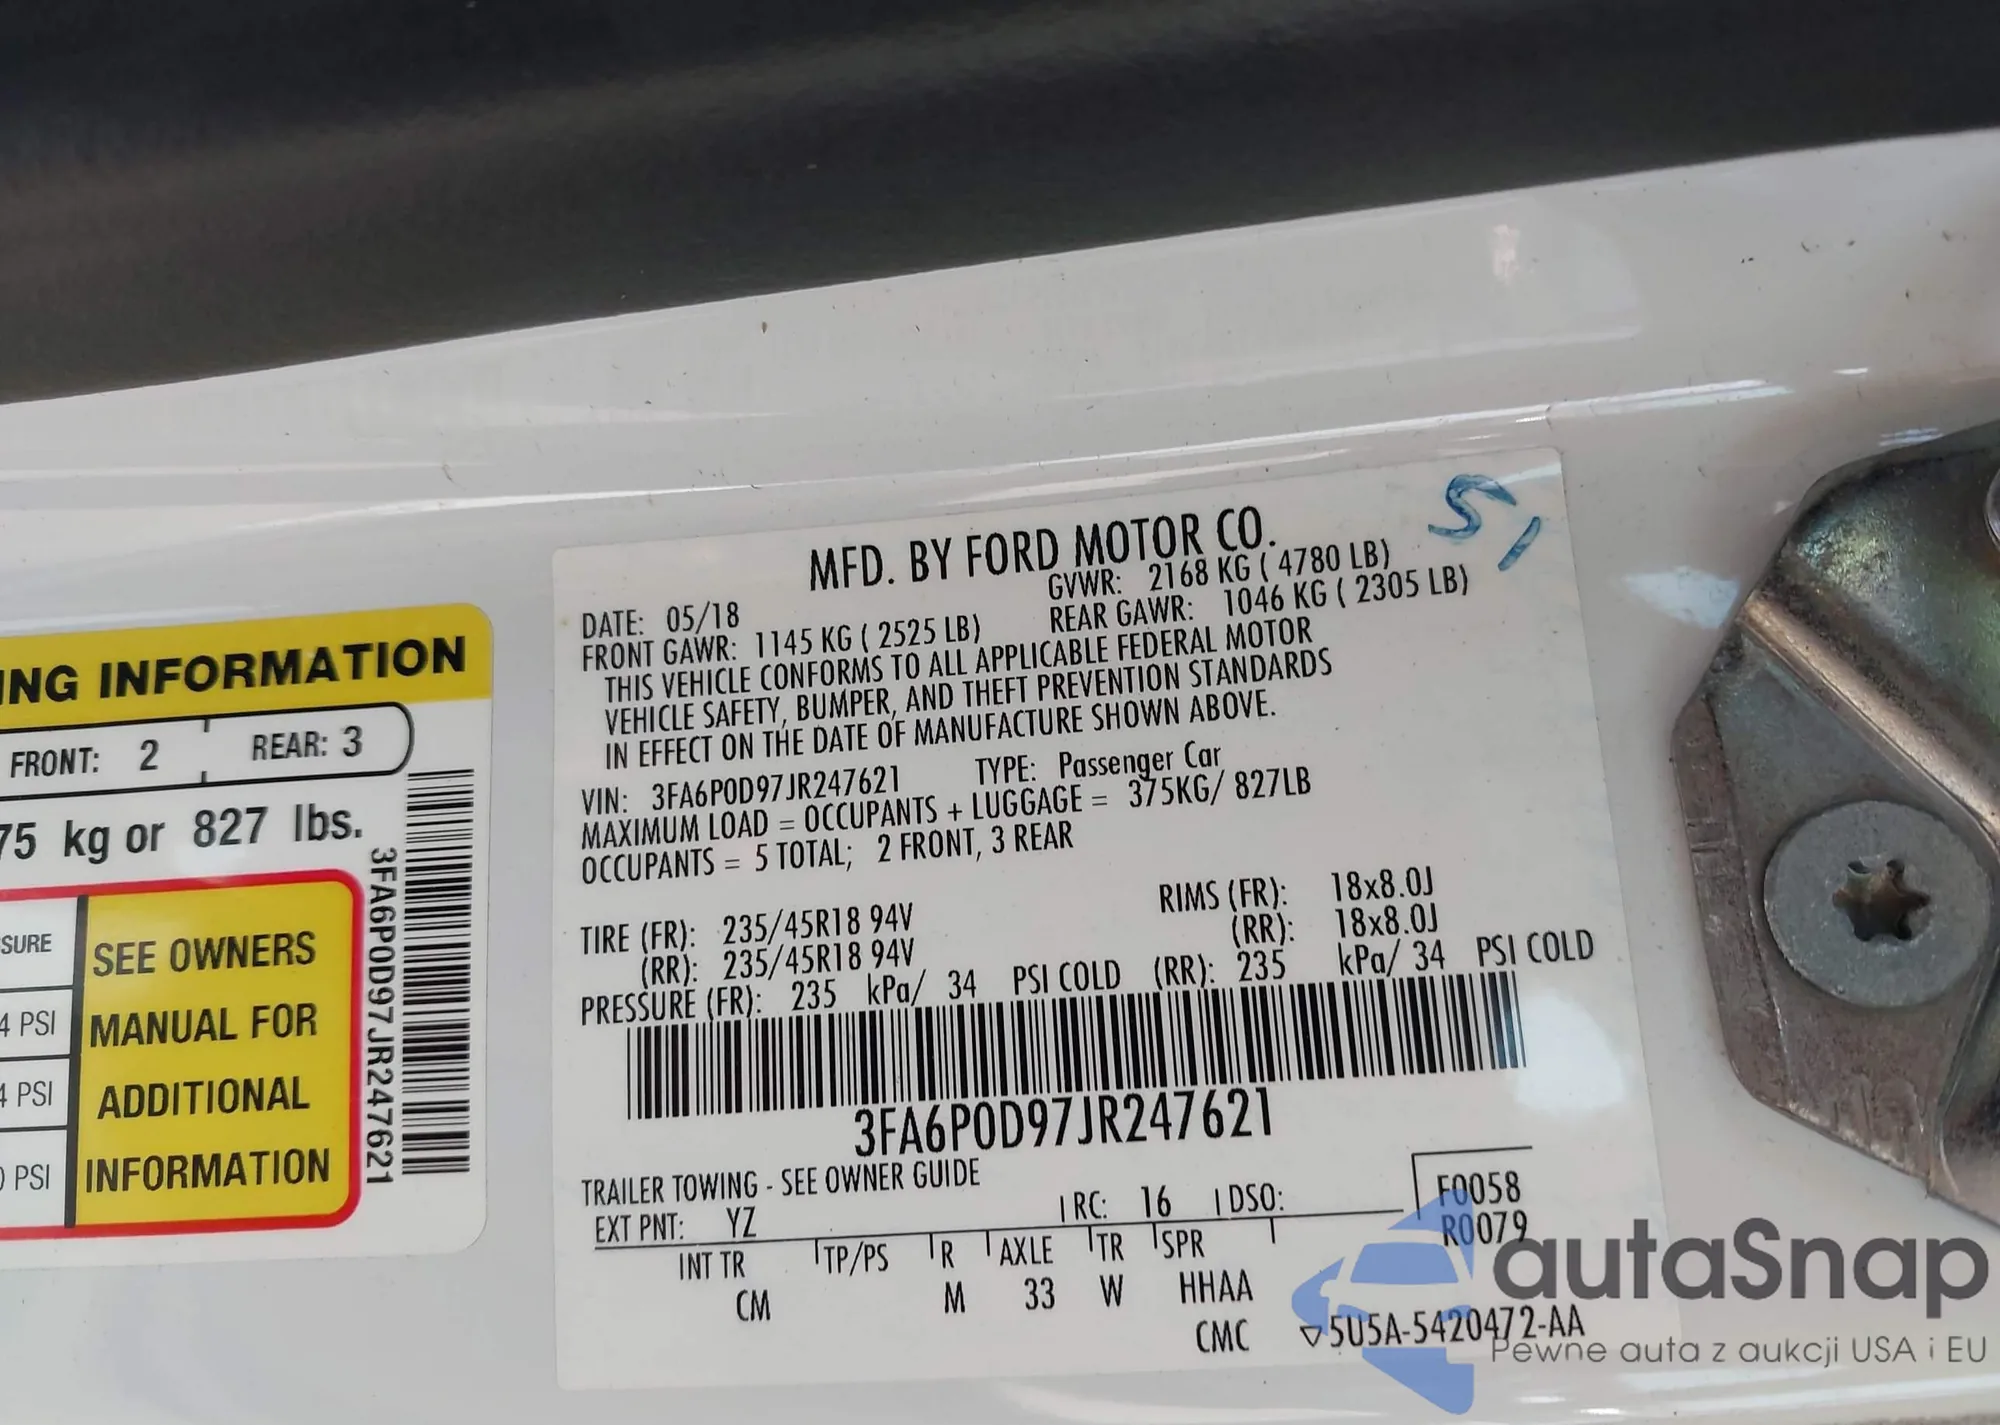 ING INFORMATION
FRONT: 2 REAR: 3
75 kg or 827 lbs.
SURE
4 PSI
4 PSI
0 PSI
SEE OWNERS
MANUAL FOR
ADDITIONAL
INFORMATION
3FA6P0D97JR247621
51
MFD. BY FORD MOTOR CO.
DATE: 05/18 GVWR: 2168 KG ( 4780 LB)
FRONT GAWR: 1145 KG ( 2525 LB) REAR GAWR: 1046 KG ( 2305 LB)
THIS VEHICLE CONFORMS TO ALL APPLICABLE FEDERAL MOTOR
VEHICLE SAFETY, BUMPER, AND THEFT PREVENTION STANDARDS
IN EFFECT ON THE DATE OF MANUFACTURE SHOWN ABOVE.
VIN: 3FA6P0D97JR247621 TYPE: Passenger Car
MAXIMUM LOAD = OCCUPANTS + LUGGAGE = 375KG/ 827LB
OCCUPANTS = 5 TOTAL; 2 FRONT, 3 REAR
TIRE (FR): 235/45R18 94V RIMS (FR): 18x8.0J
(RR): 235/45R18 94V (RR): 18x8.0J
PRESSURE (FR): 235 kPa/ 34 PSI COLD (RR): 235 kPa/ 34 PSI COLD
3FA6P0D97JR247621
TRAILER TOWING - SEE OWNER GUIDE
EXT PNT: YZ RC: 16 DSO: F0058
R0079
INT TR TP/PS R AXLE TR SPR
CM M 33 W HHAA
CMC ▽5U5A-5420472-AA
autaSnap
Pewne auta z aukcji USA i EU